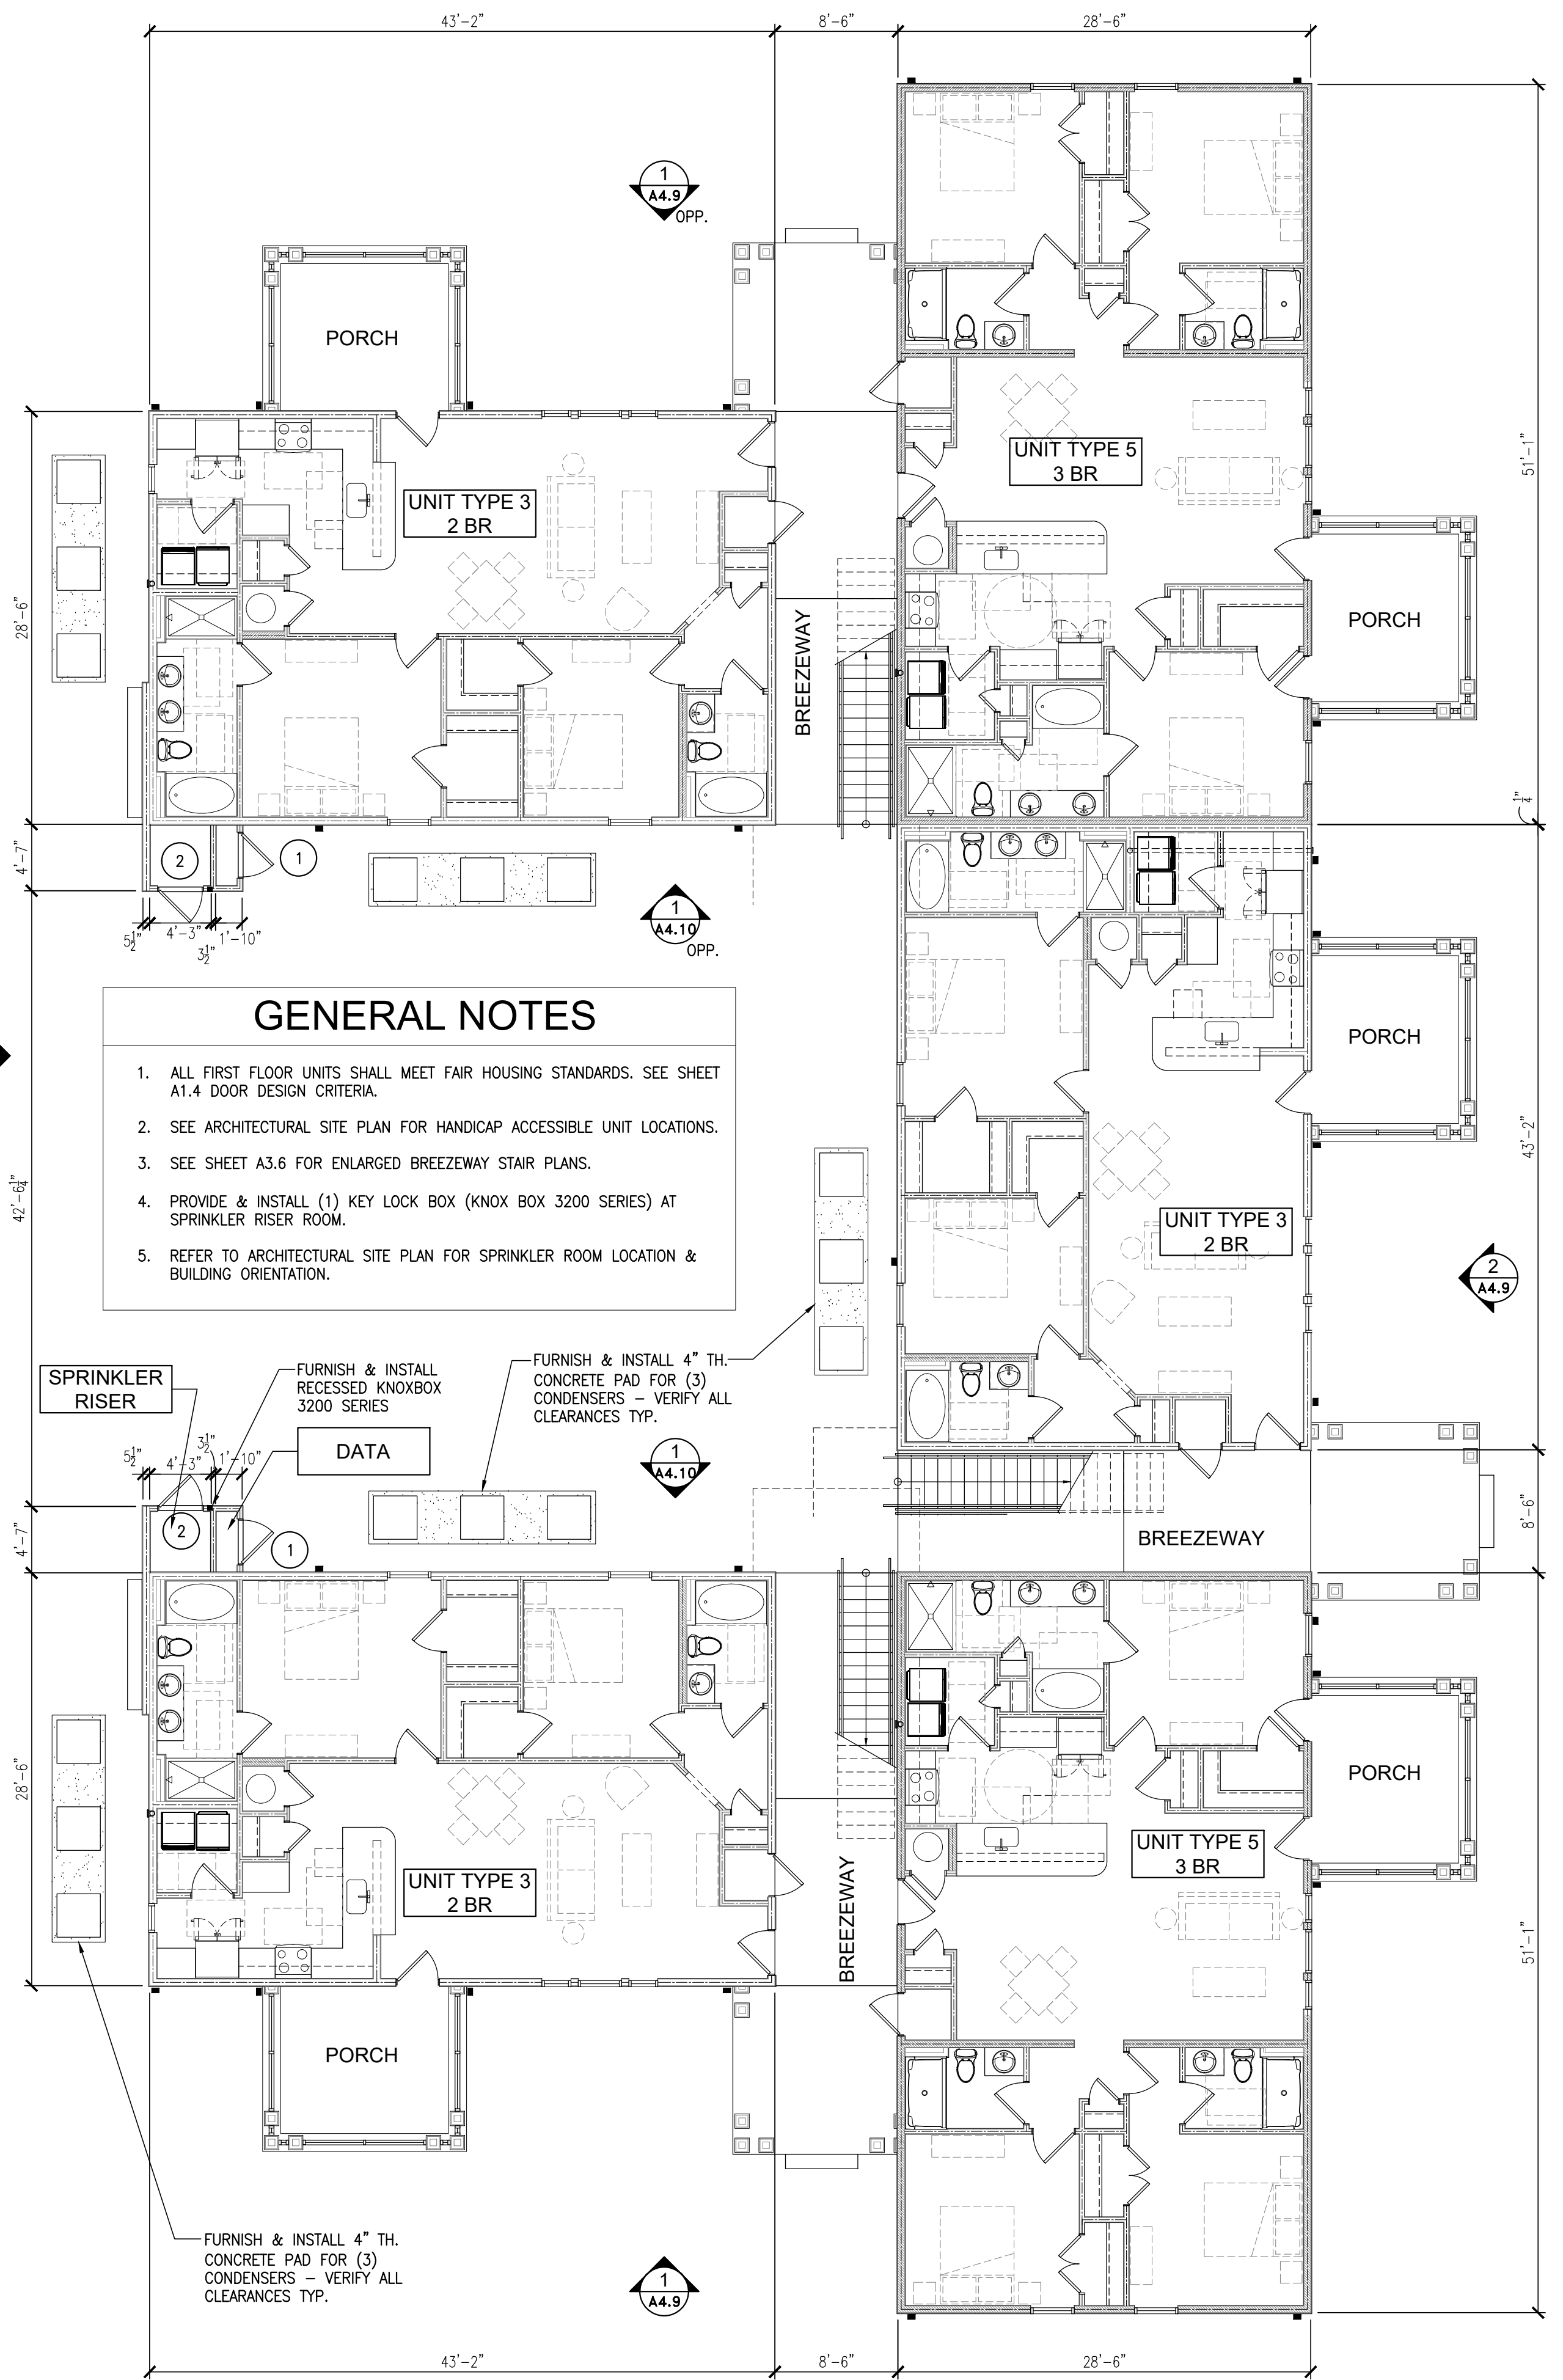 43'-2"
8'-6"
28'-6"
1
A4.9
OPP.
PORCH
UNIT TYPE 5
3 BR
51'-1"
UNIT TYPE 3
2 BR
28'-6"
BREEZEWAY
PORCH
1/4"
4'-7"
2
1
5 1/2"
4'-3"
3 1/2"
1'-10"
1
A4.10
OPP.
GENERAL NOTES
1. ALL FIRST FLOOR UNITS SHALL MEET FAIR HOUSING STANDARDS. SEE SHEET
A1.4 DOOR DESIGN CRITERIA.
2. SEE ARCHITECTURAL SITE PLAN FOR HANDICAP ACCESSIBLE UNIT LOCATIONS.
3. SEE SHEET A3.6 FOR ENLARGED BREEZEWAY STAIR PLANS.
4. PROVIDE & INSTALL (1) KEY LOCK BOX (KNOX BOX 3200 SERIES) AT
SPRINKLER RISER ROOM.
5. REFER TO ARCHITECTURAL SITE PLAN FOR SPRINKLER ROOM LOCATION &
BUILDING ORIENTATION.
PORCH
43'-2"
42'-6 1/4"
UNIT TYPE 3
2 BR
2
A4.9
SPRINKLER
RISER
FURNISH & INSTALL
RECESSED KNOXBOX
3200 SERIES
FURNISH & INSTALL 4" TH.
CONCRETE PAD FOR (3)
CONDENSERS – VERIFY ALL
CLEARANCES TYP.
DATA
5 1/2"
4'-3"
3 1/2"
1'-10"
1
A4.10
4'-7"
2
1
BREEZEWAY
8'-6"
28'-6"
PORCH
UNIT TYPE 5
3 BR
UNIT TYPE 3
2 BR
BREEZEWAY
51'-1"
PORCH
FURNISH & INSTALL 4" TH.
CONCRETE PAD FOR (3)
CONDENSERS – VERIFY ALL
CLEARANCES TYP.
1
A4.9
43'-2"
8'-6"
28'-6"